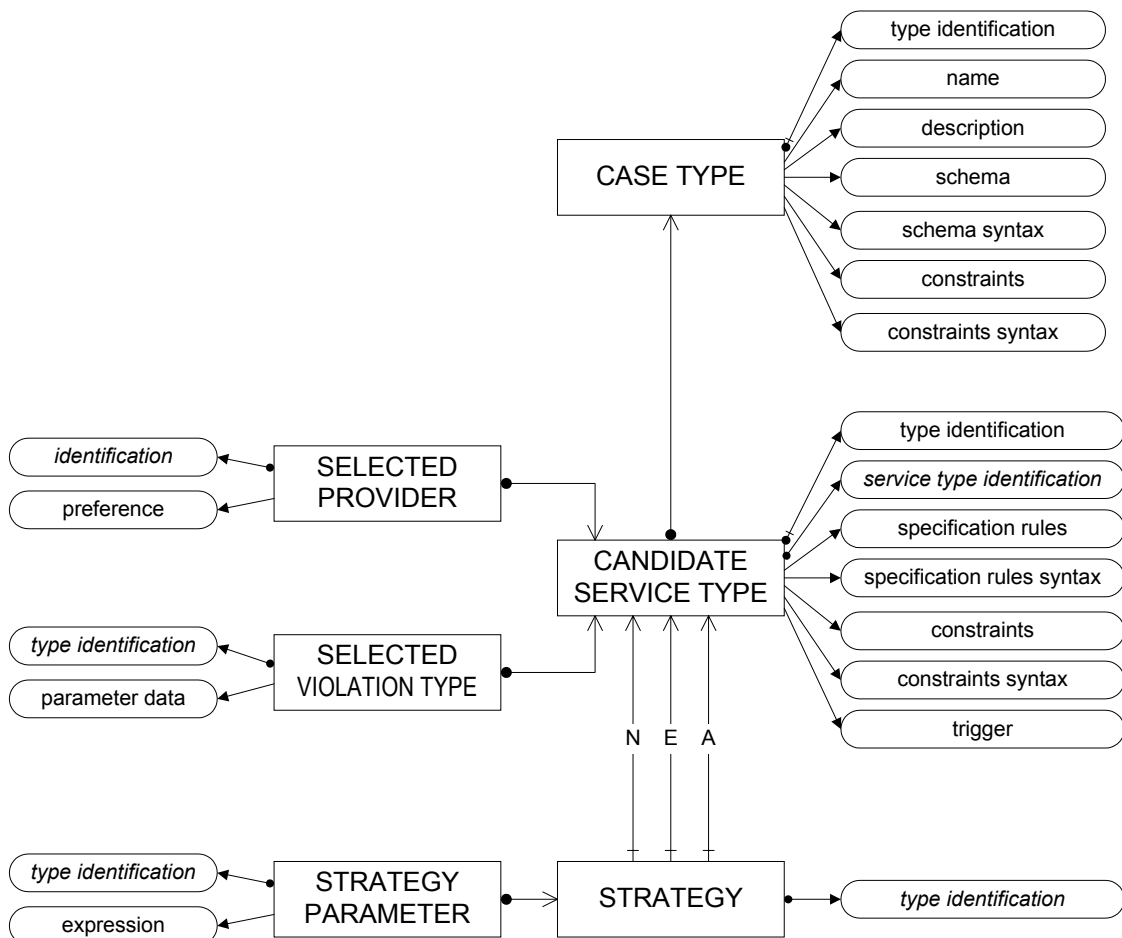 type identification
name
description
CASE TYPE
schema
schema syntax
constraints
constraints syntax
identification
preference
SELECTED
PROVIDER
type identification
service type identification
specification rules
specification rules syntax
constraints
constraints syntax
trigger
CANDIDATE
SERVICE TYPE
type identification
parameter data
SELECTED
VIOLATION TYPE
N
E
A
type identification
expression
STRATEGY
PARAMETER
STRATEGY
type identification